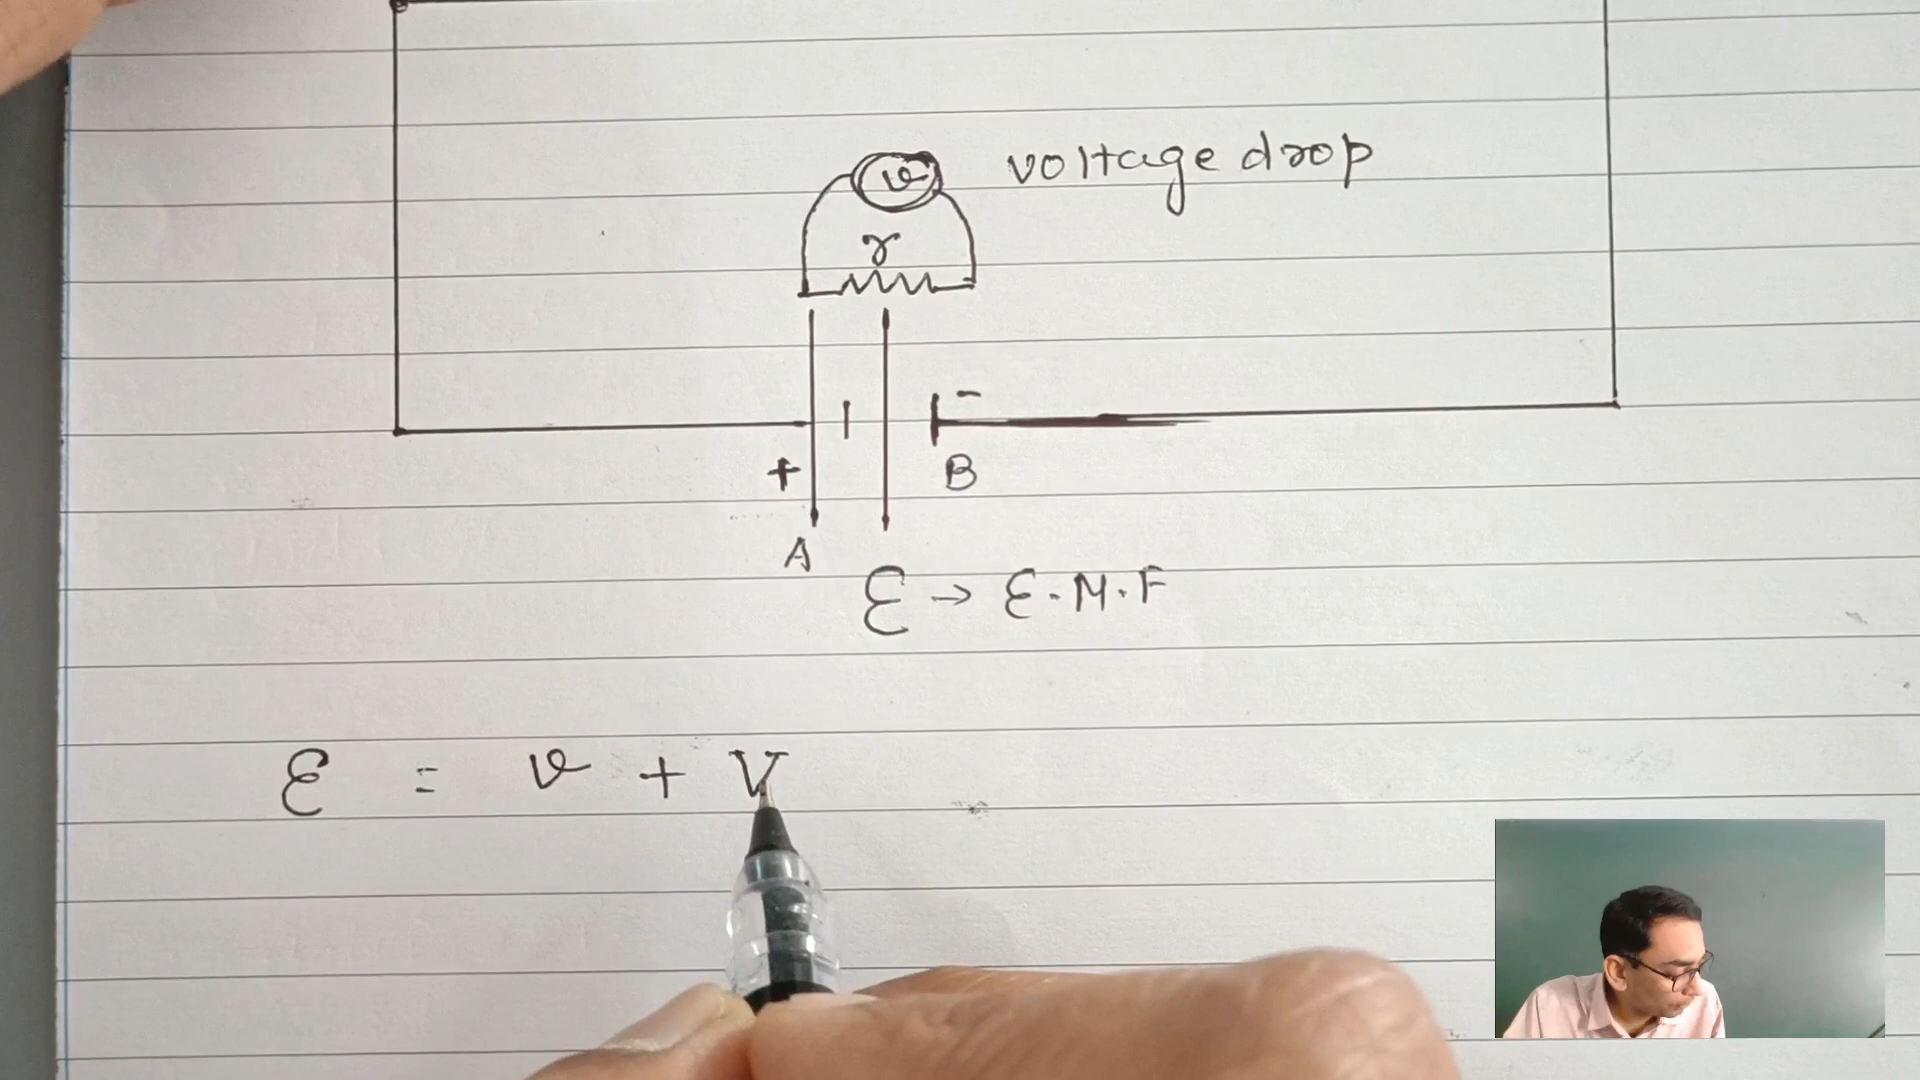 v voltage drop
r
-
+ B
A
ℰ → ℰ.M.F
ℰ = v + V